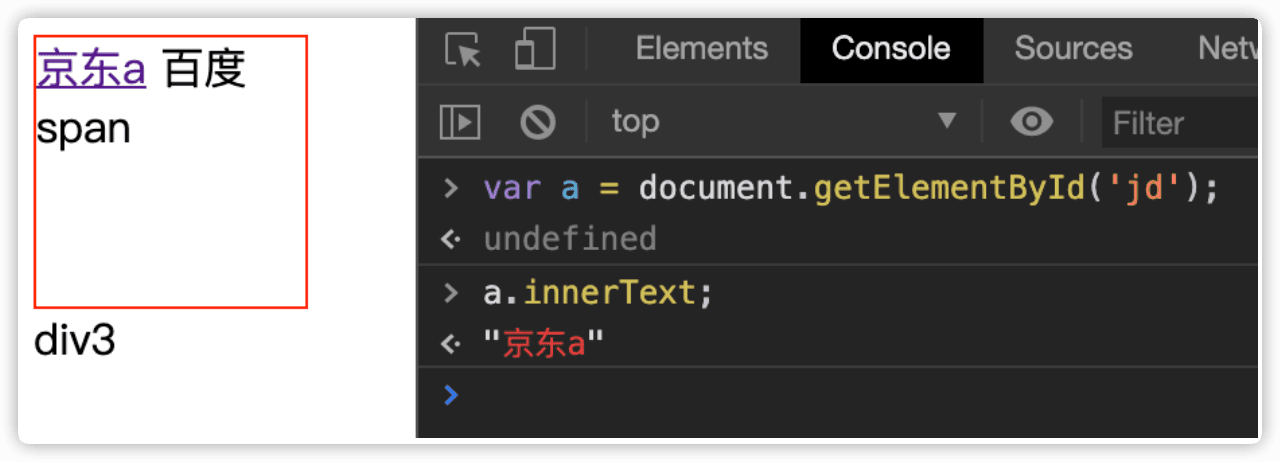 京东a 百度
span
div3
Elements Console Sources Netw
top Filter
> var a = document.getElementById('jd');
undefined
> a.innerText;
"京东a"
>